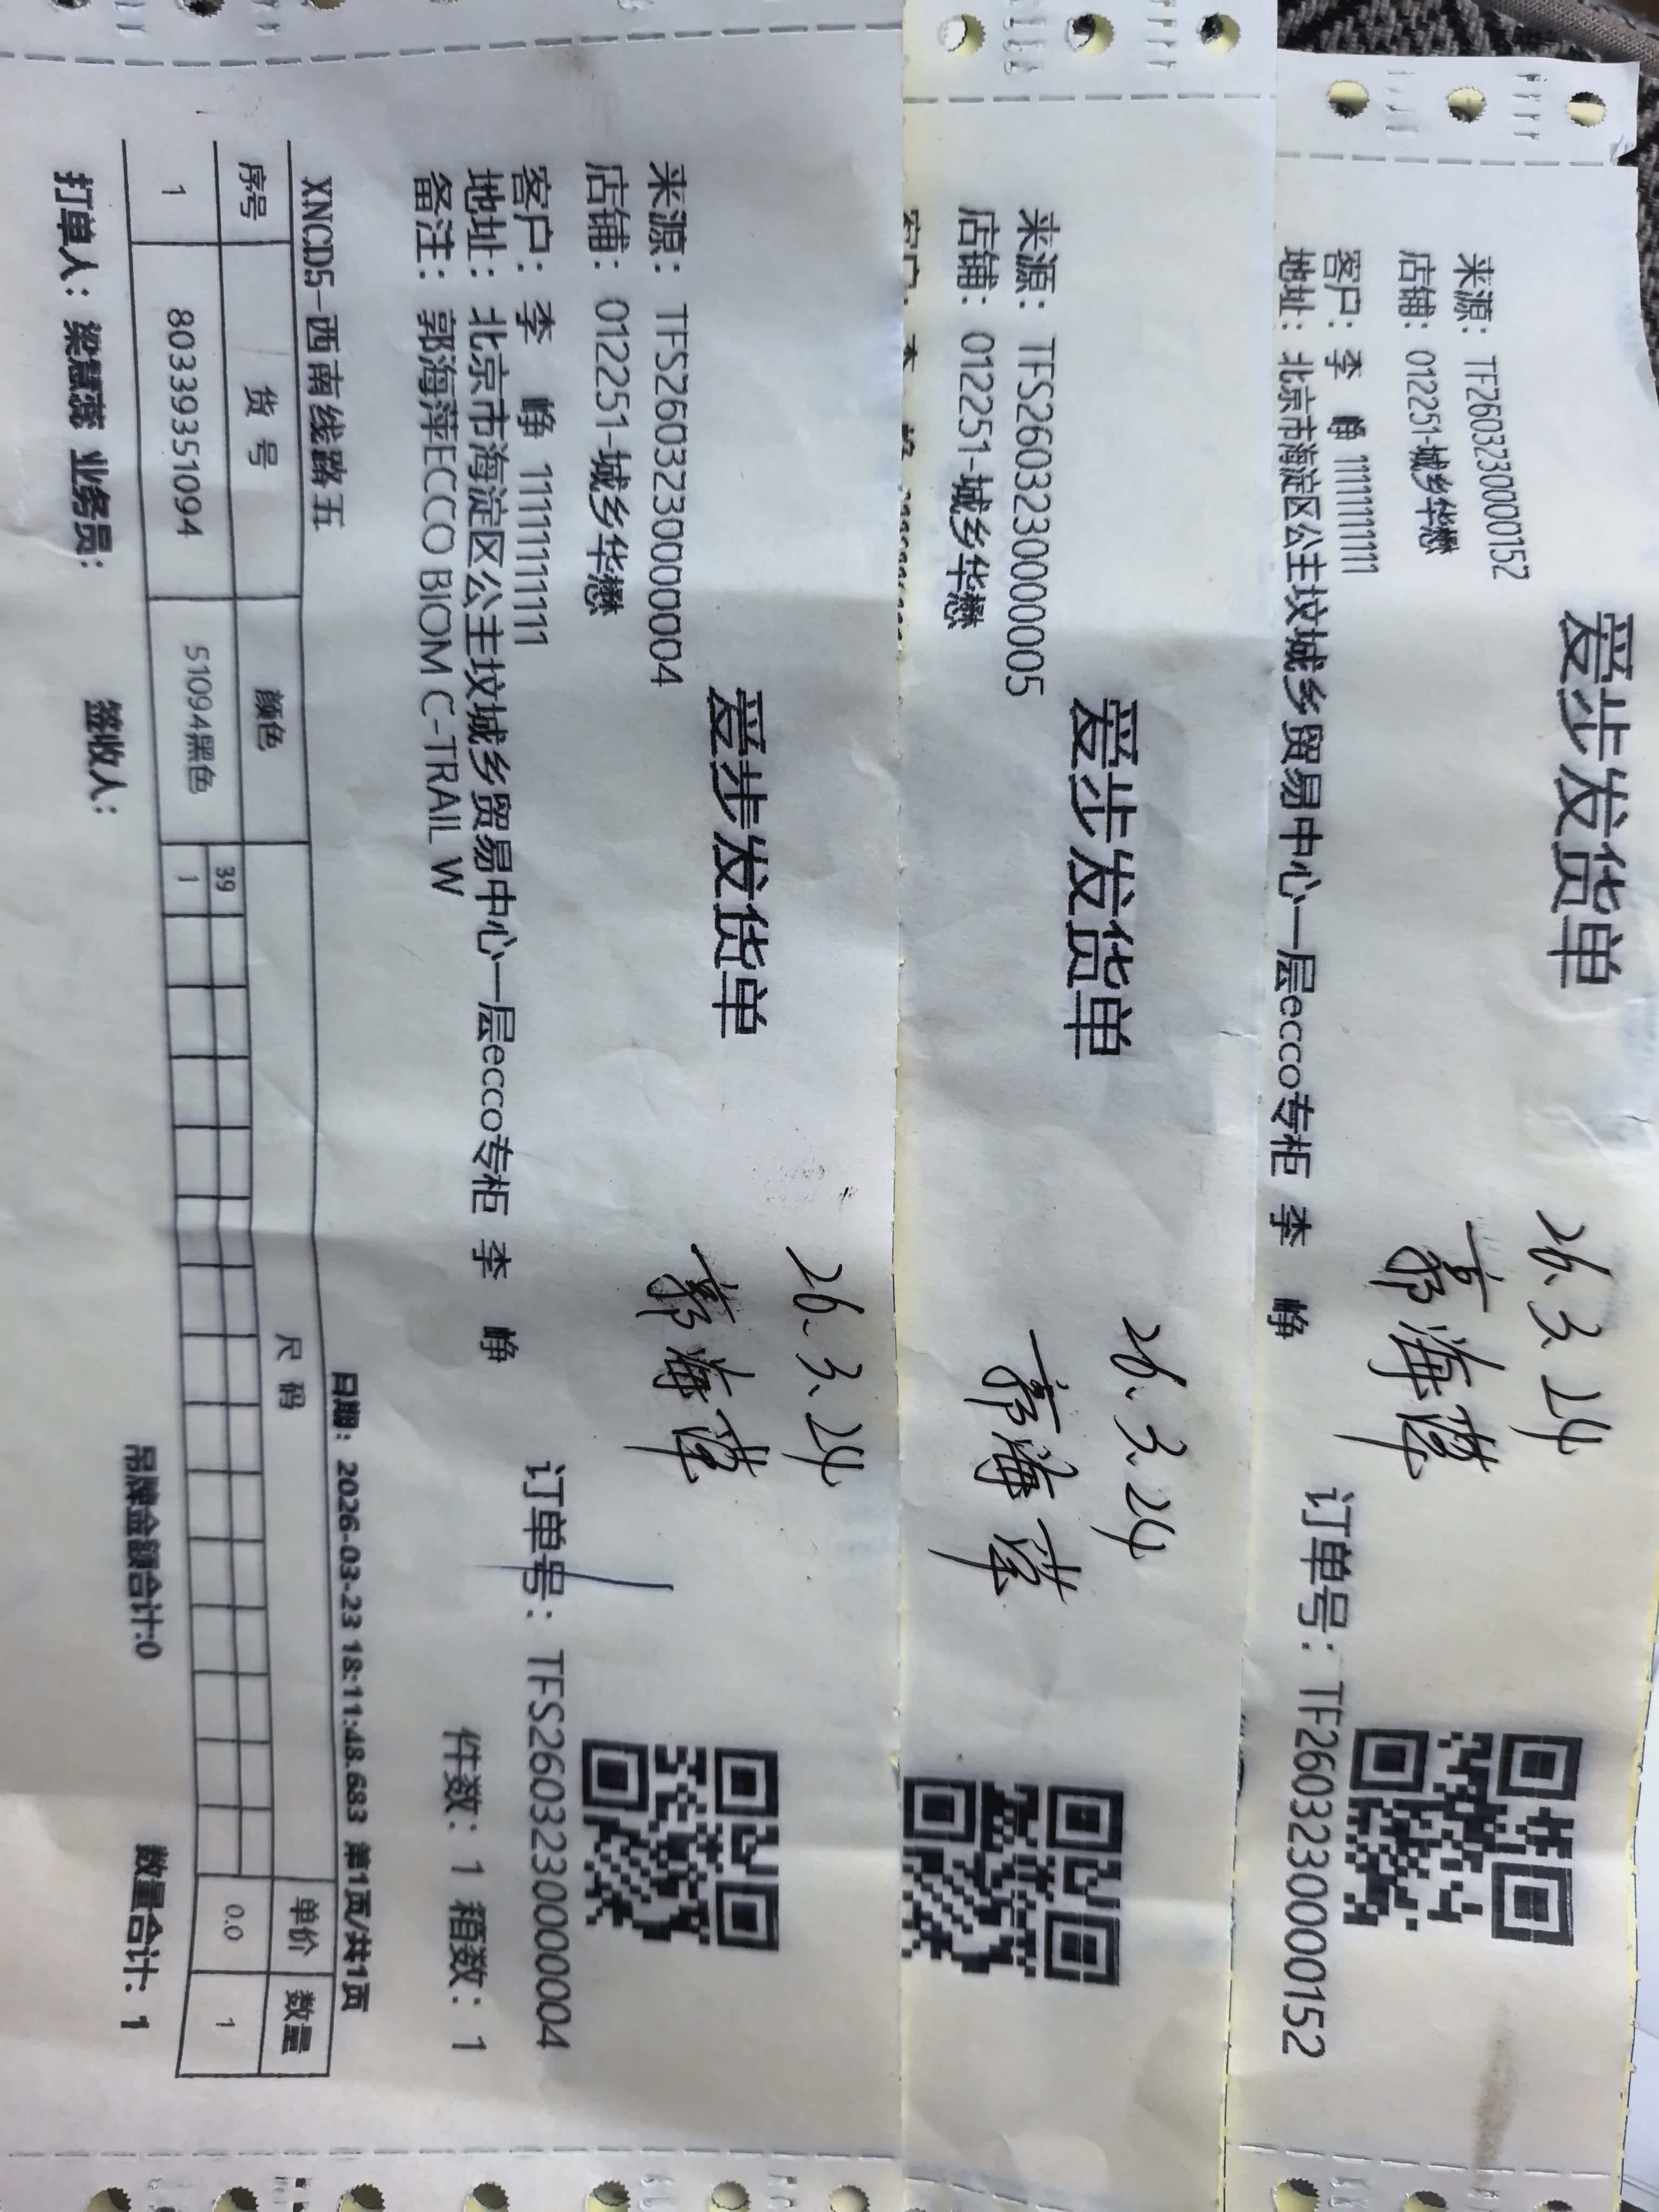 爱步发货单
26.3.24
来源：TF26032300000152
店铺：012251-城乡华懋
郭海萍
客户：李 峥 11111111111
订单号：TF26032300000152
地址：北京市海淀区公主坟城乡贸易中心一层ecco专柜 李 峥
爱步发货单
26.3.24
来源：TFS2603230000005
店铺：012251-城乡华懋
郭海萍
爱步发货单
26.3.24
来源：TFS2603230000004
郭海萍
店铺：012251-城乡华懋
客户：李 峥 11111111111
订单号：TFS2603230000004
地址：北京市海淀区公主坟城乡贸易中心一层ecco专柜 李 峥
备注：郭海萍ECCO BIOM C-TRAIL W
件数：1 箱数：1
XNCD5-西南线路五
日期：2026-03-23 18:11:48.683 第1页/共1页
序号 货号 颜色 尺码 单价 数量
39
1 80339351094 51094黑色 1 0.0 1
打单人：梁慧蕊 业务员： 签收人： 吊牌金额合计:0 数量合计：1